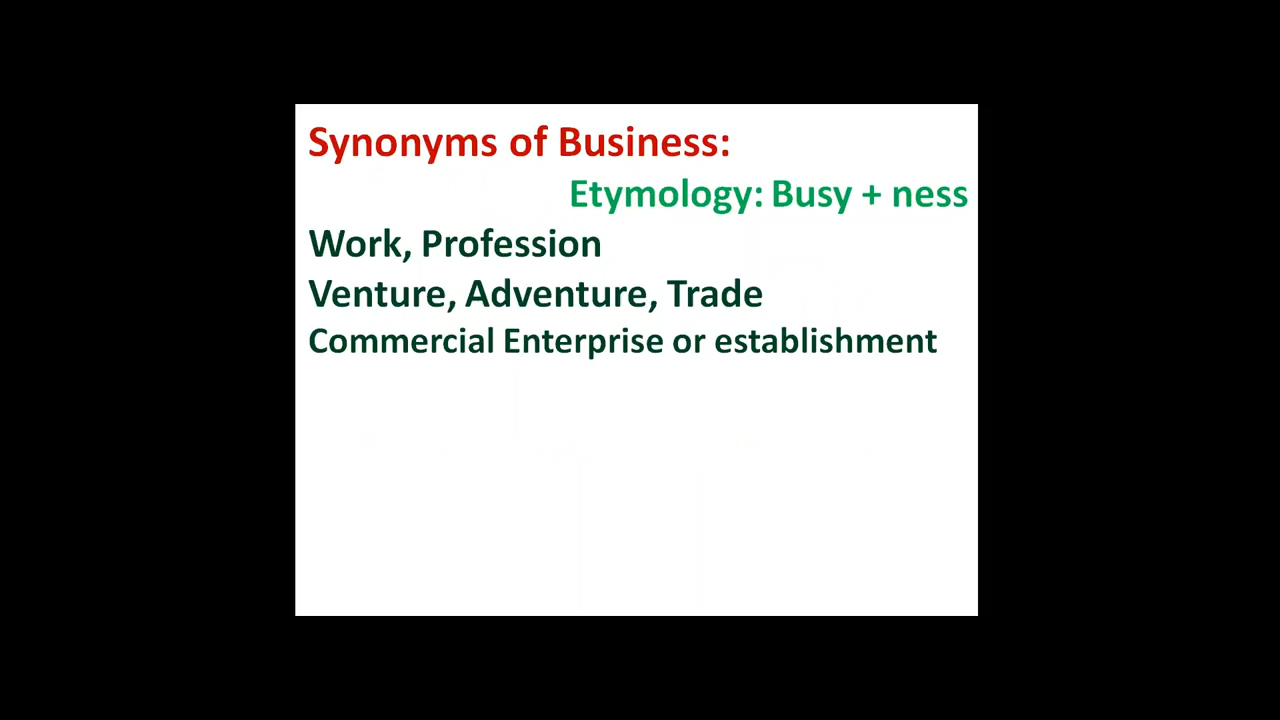 Synonyms of Business:
Etymology: Busy + ness
Work, Profession
Venture, Adventure, Trade
Commercial Enterprise or establishment